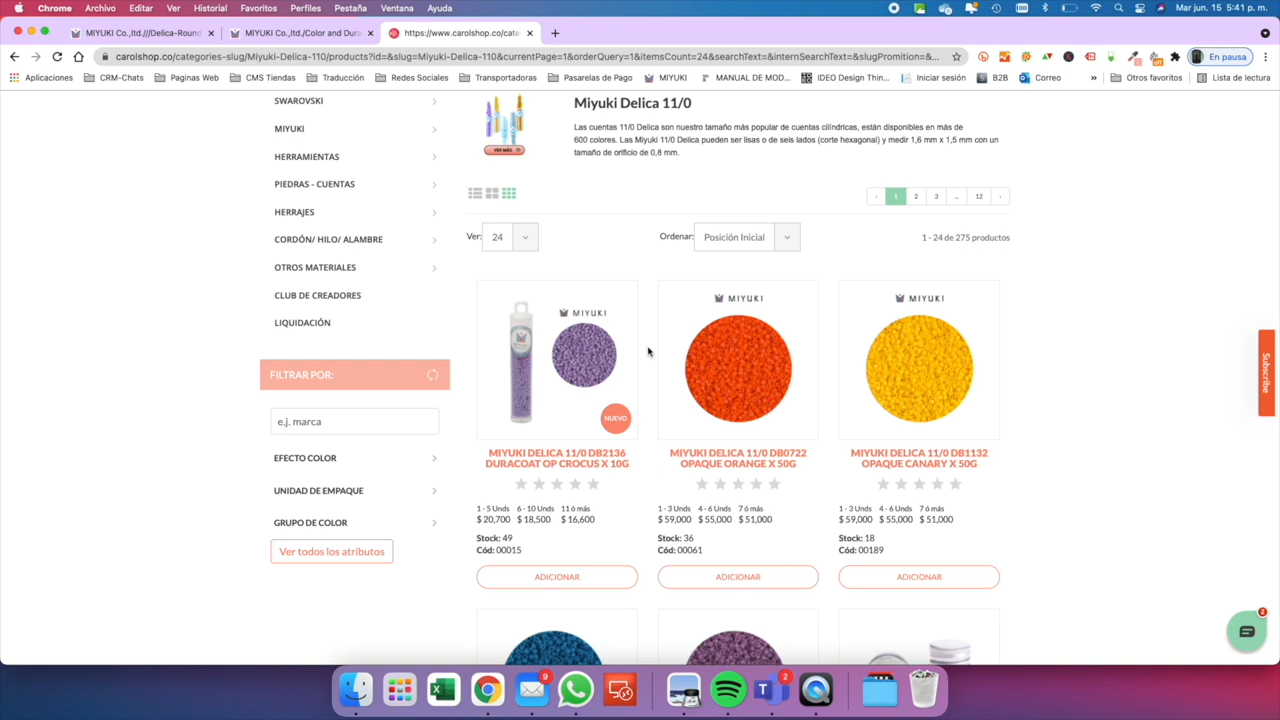 Chrome Archivo Editar Ver Historial Favoritos Perfiles Pestaña Ventana Ayuda Mar jun. 15 5:41 p. m.
MIYUKI Co.,ltd.///Delica-Round MIYUKI Co.,ltd./Color and Dura https://www.carolshop.co/cate
carolshop.co/categories-slug/Miyuki-Delica-110/products?id=&slug=Miyuki-Delica-110&currentPage=1&orderQuery=1&itemsCount=24&searchText=&internSearchText=&slugPromition=&... En pausa
Aplicaciones CRM-Chats Paginas Web CMS Tiendas Traducción Redes Sociales Transportadoras Pasarelas de Pago MIYUKI MANUAL DE MOD... IDEO Design Thin... Iniciar sesión B2B Correo » Otros favoritos Lista de lectura
SWAROVSKI
MIYUKI
HERRAMIENTAS
PIEDRAS - CUENTAS
HERRAJES
CORDÓN/ HILO/ ALAMBRE
OTROS MATERIALES
CLUB DE CREADORES
LIQUIDACIÓN
FILTRAR POR:
e.j. marca
EFECTO COLOR
UNIDAD DE EMPAQUE
GRUPO DE COLOR
Ver todos los atributos
VER MÁS
Miyuki Delica 11/0
Las cuentas 11/0 Delica son nuestro tamaño más popular de cuentas cilíndricas, están disponibles en más de
600 colores. Las Miyuki 11/0 Delica pueden ser lisas o de seis lados (corte hexagonal) y medir 1,6 mm x 1,5 mm con un
tamaño de orificio de 0,8 mm.
‹ 1 2 3 ... 12 ›
Ver: 24 Ordenar: Posición Inicial 1 - 24 de 275 productos
MIYUKI
NUEVO
MIYUKI DELICA 11/0 DB2136
DURACOAT OP CROCUS X 10G
1 - 5 Unds 6 - 10 Unds 11 ó más
$ 20,700 $ 18,500 $ 16,600
Stock: 49
Cód: 00015
ADICIONAR
MIYUKI
MIYUKI DELICA 11/0 DB0722
OPAQUE ORANGE X 50G
1 - 3 Unds 4 - 6 Unds 7 ó más
$ 59,000 $ 55,000 $ 51,000
Stock: 36
Cód: 00061
ADICIONAR
MIYUKI
MIYUKI DELICA 11/0 DB1132
OPAQUE CANARY X 50G
1 - 3 Unds 4 - 6 Unds 7 ó más
$ 59,000 $ 55,000 $ 51,000
Stock: 18
Cód: 00189
ADICIONAR
Subscribe
2
9
2